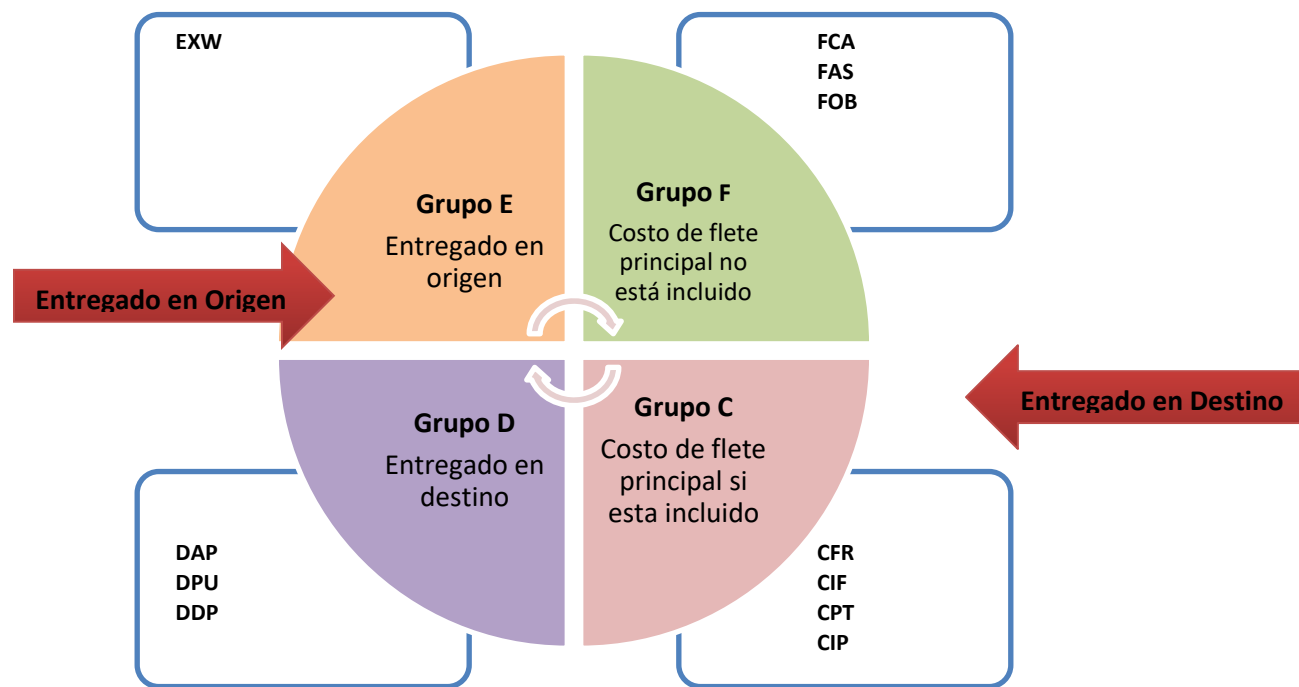 EXW
FCA
FAS
FOB
Grupo E
Entregado en
origen
Grupo F
Costo de flete
principal no
está incluido
Entregado en Origen
Grupo D
Entregado en
destino
Grupo C
Costo de flete
principal si
esta incluido
Entregado en Destino
DAP
DPU
DDP
CFR
CIF
CPT
CIP